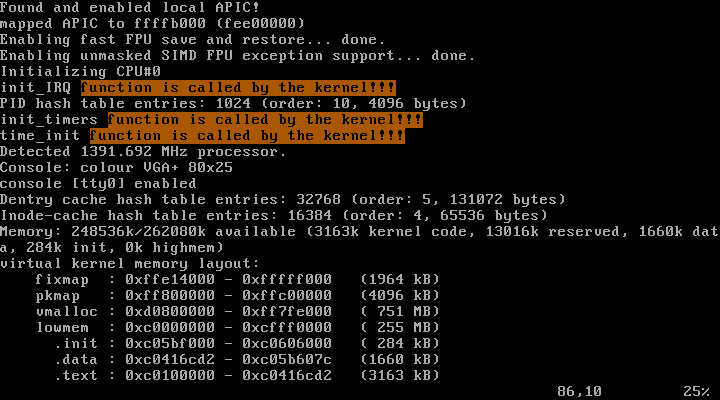 Found and enabled local APIC!
mapped APIC to ffffb000 (fee00000)
Enabling fast FPU save and restore... done.
Enabling unmasked SIMD FPU exception support... done.
Initializing CPU#0
init_IRQ function is called by the kernel!!!
PID hash table entries: 1024 (order: 10, 4096 bytes)
init_timers function is called by the kernel!!!
time_init function is called by the kernel!!!
Detected 1391.692 MHz processor.
Console: colour VGA+ 80x25
console [tty0] enabled
Dentry cache hash table entries: 32768 (order: 5, 131072 bytes)
Inode-cache hash table entries: 16384 (order: 4, 65536 bytes)
Memory: 248536k/262080k available (3163k kernel code, 13016k reserved, 1660k dat
a, 284k init, 0k highmem)
virtual kernel memory layout:
    fixmap  : 0xffe14000 - 0xfffff000   (1964 kB)
    pkmap   : 0xff800000 - 0xffc00000   (4096 kB)
    vmalloc : 0xd0800000 - 0xff7fe000   ( 751 MB)
    lowmem  : 0xc0000000 - 0xcfff0000   ( 255 MB)
      .init : 0xc05bf000 - 0xc0606000   ( 284 kB)
      .data : 0xc0416cd2 - 0xc05b607c   (1660 kB)
      .text : 0xc0100000 - 0xc0416cd2   (3163 kB)
86,10 25%